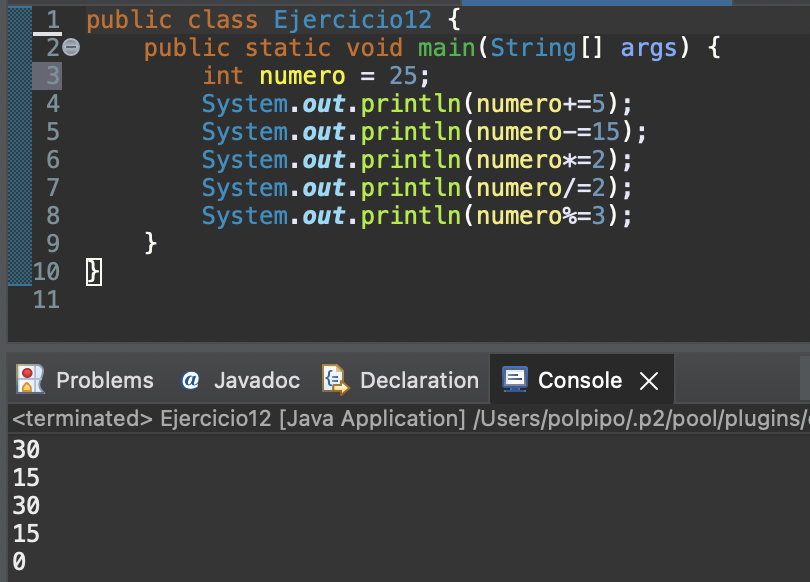 1 public class Ejercicio12 {
2 public static void main(String[] args) {
3 int numero = 25;
4 System.out.println(numero+=5);
5 System.out.println(numero-=15);
6 System.out.println(numero*=2);
7 System.out.println(numero/=2);
8 System.out.println(numero%=3);
9 }
10 }
11
Problems @ Javadoc Declaration Console
<terminated> Ejercicio12 [Java Application] /Users/polpipo/.p2/pool/plugins/
30
15
30
15
0